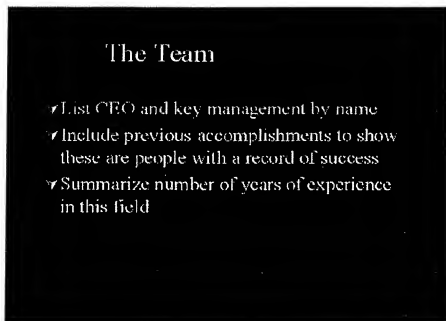 The Team
List CEO and key management by name
Include previous accomplishments to show
these are people with a record of success
Summarize number of years of experience
in this field